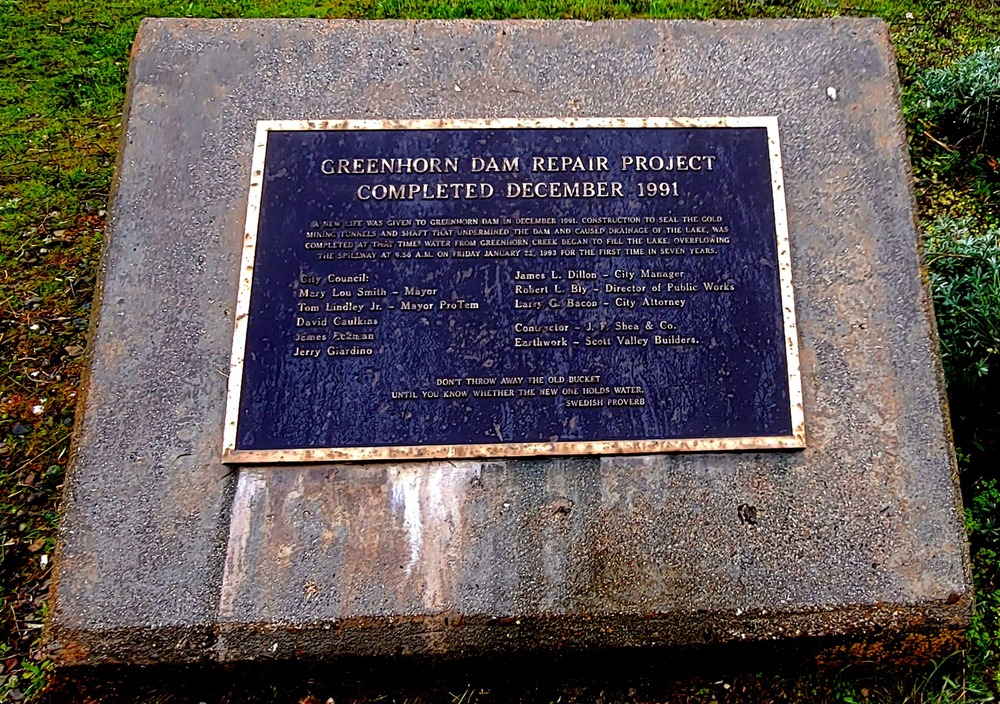 GREENHORN DAM REPAIR PROJECT
COMPLETED DECEMBER 1991
A NEW LIFE WAS GIVEN TO GREENHORN DAM IN DECEMBER 1991. CONSTRUCTION TO SEAL THE GOLD
MINING TUNNELS AND SHAFT THAT UNDERMINED THE DAM AND CAUSED DRAINAGE OF THE LAKE, WAS
COMPLETED AT THAT TIME. WATER FROM GREENHORN CREEK BEGAN TO FILL THE LAKE; OVERFLOWING
THE SPILLWAY AT A.M. ON FRIDAY JANUARY 22, 1993 FOR THE FIRST TIME IN SEVEN YEARS.
City Council:
Mary Lou Smith - Mayor
Tom Lindley Jr. - Mayor ProTem
David Caulkins
James
Jerry Giardino
James L. Dillon - City Manager
Robert L. Bly - Director of Public Works
Larry G. Bacon - City Attorney
Contractor - J. F. Shea & Co.
Earthwork - Scott Valley Builders.
DON'T THROW AWAY THE OLD BUCKET
UNTIL YOU KNOW WHETHER THE NEW ONE HOLDS WATER.
SWEDISH PROVERB